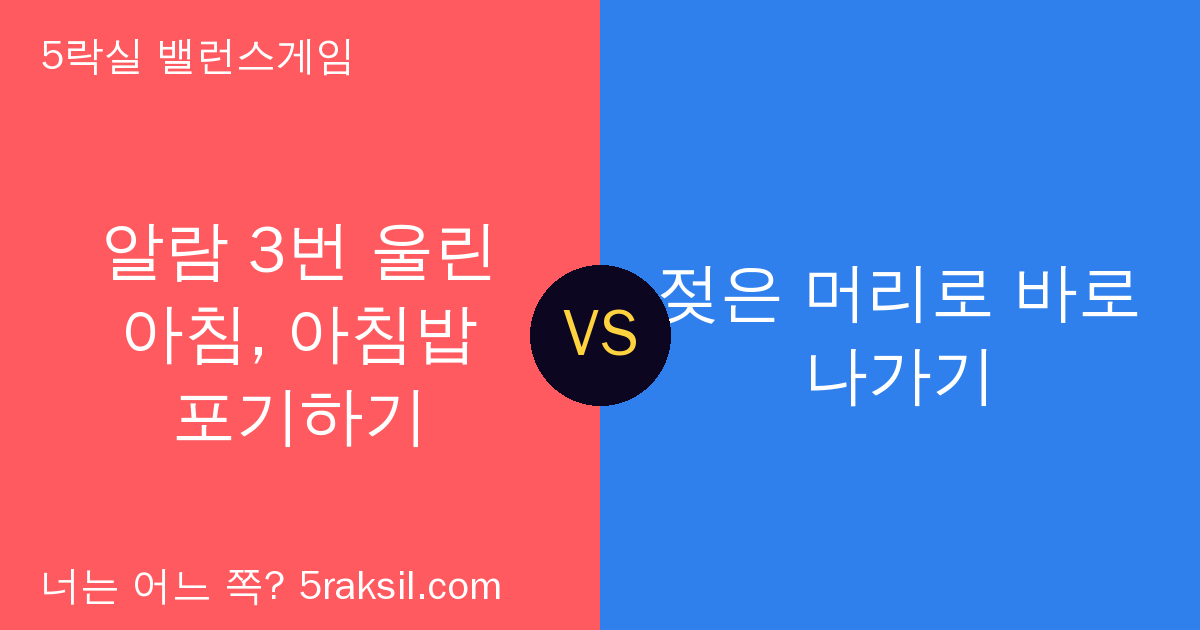 5락실 밸런스게임
알람 3번 울린
아침, 아침밥
포기하기
VS
젖은 머리로 바로
나가기
너는 어느 쪽? 5raksil.com